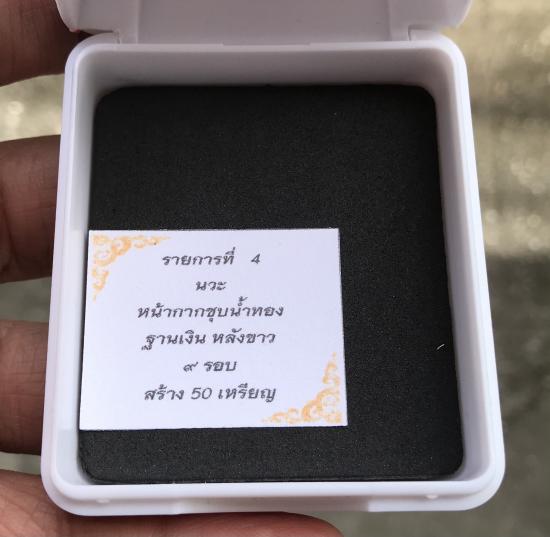 รายการที่ 4
นวะ
หน้ากากชุบน้ำทอง
ฐานเงิน หลังขาว
๙ รอบ
สร้าง 50 เหรียญ